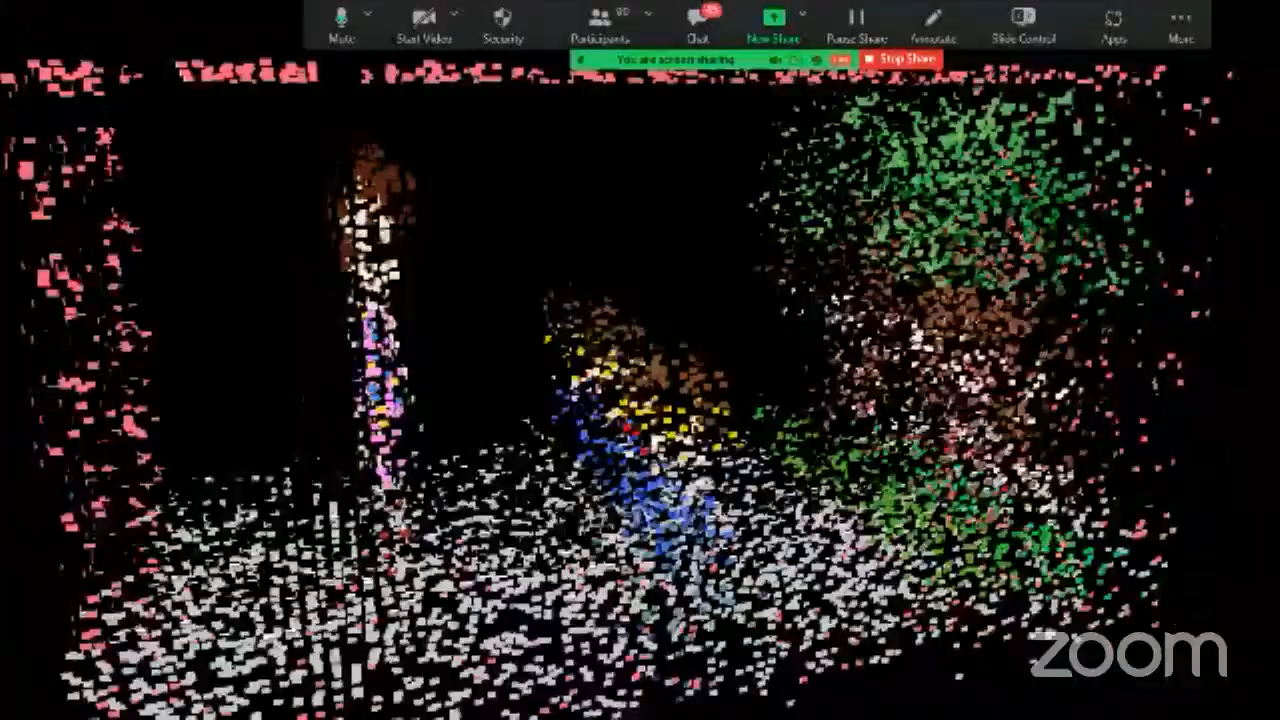 Mute
Start Video
Security
Participants
90
Chat
New Share
Pause Share
Annotate
Slide Control
Apps
More
You are screen sharing
Stop Share
zoom